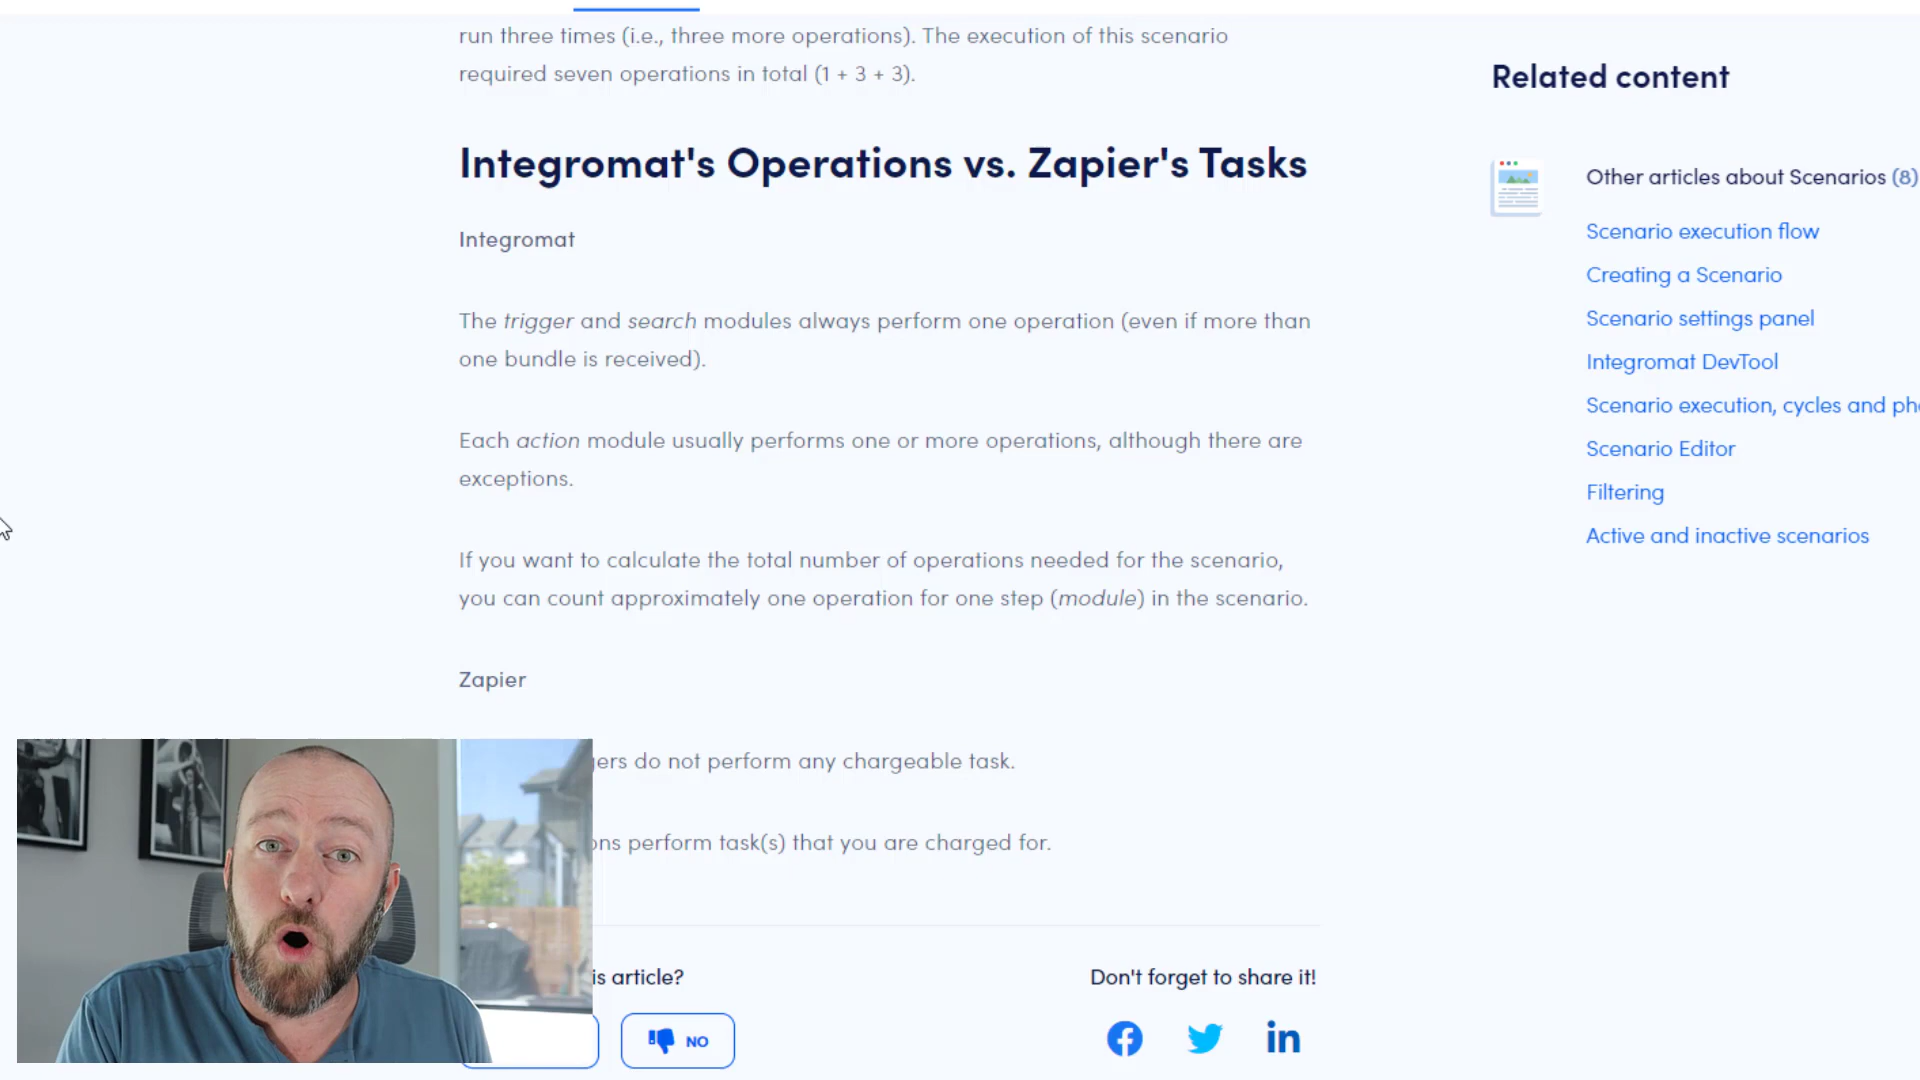 run three times (i.e., three more operations). The execution of this scenario
required seven operations in total (1 + 3 + 3).
Integromat's Operations vs. Zapier's Tasks
Integromat
The trigger and search modules always perform one operation (even if more than
one bundle is received).
Each action module usually performs one or more operations, although there are
exceptions.
If you want to calculate the total number of operations needed for the scenario,
you can count approximately one operation for one step (module) in the scenario.
Zapier
do not perform any chargeable task.
perform task(s) that you are charged for.
article?
NO
Don't forget to share it!
Related content
Other articles about Scenarios (8)
Scenario execution flow
Creating a Scenario
Scenario settings panel
Integromat DevTool
Scenario execution, cycles and
Scenario Editor
Filtering
Active and inactive scenarios